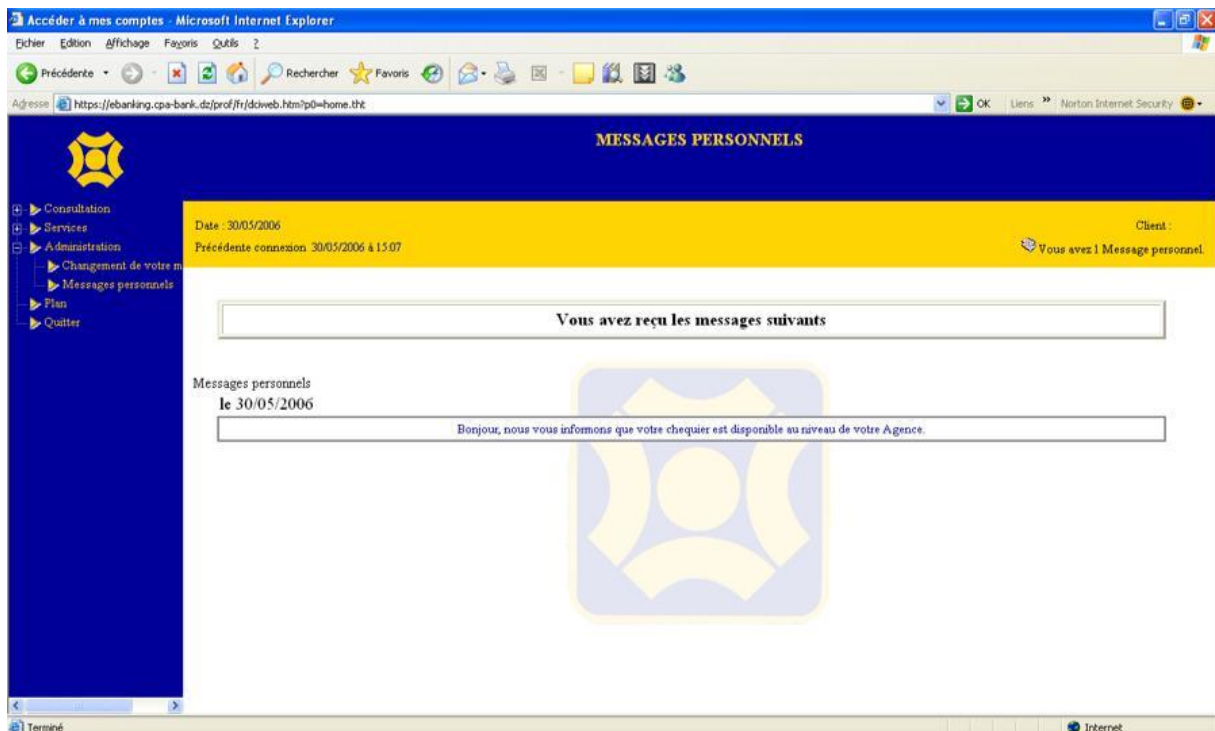 Accéder à mes comptes - Microsoft Internet Explorer
Fichier Edition Affichage Favoris Outils ?
Précédente Rechercher Favoris
Adresse https://ebanking.cpa-bank.dz/prof/fr/dciweb.htm?p0=home.tht OK Liens » Norton Internet Security
MESSAGES PERSONNELS
Consultation
Services
Administration
Changement de votre m
Messages personnels
Plan
Quitter
Date : 30/05/2006 Client :
Précédente connexion 30/05/2006 à 15:07 Vous avez 1 Message personnel.
Vous avez reçu les messages suivants
Messages personnels
le 30/05/2006
Bonjour, nous vous informons que votre chequier est disponible au niveau de votre Agence.
Terminé Internet